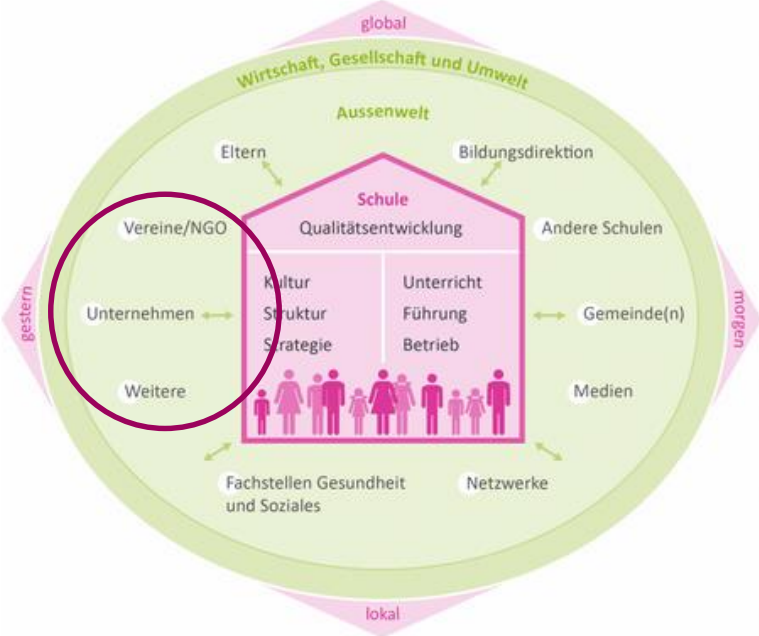 global
Wirtschaft, Gesellschaft und Umwelt
Aussenwelt
Eltern
Bildungsdirektion
Schule
Qualitätsentwicklung
Vereine/NGO
Andere Schulen
Kultur
Unterricht
Unternehmen
Struktur
Führung
Gemeinde(n)
Strategie
Betrieb
gestern
morgen
Weitere
Medien
Fachstellen Gesundheit
und Soziales
Netzwerke
lokal